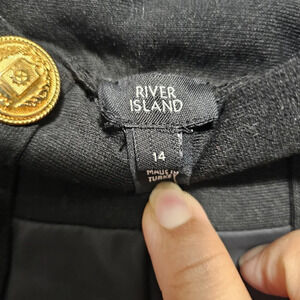 RIVER
ISLAND
14
MADE IN
TURKEY